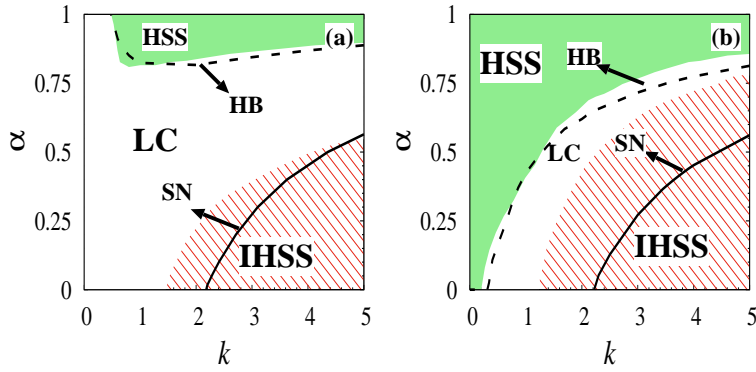 1
0.75
0.5
0.25
0
α
HSS
(a)
HB
LC
SN
IHSS
0 1 2 3 4 5
k
1
0.75
0.5
0.25
0
α
HSS
HB
(b)
LC
SN
IHSS
0 1 2 3 4 5
k